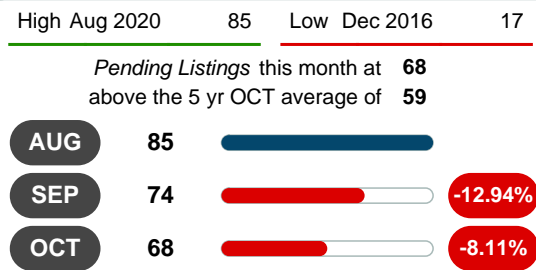 High Aug 2020 85 Low Dec 2016 17
Pending Listings this month at 68
above the 5 yr OCT average of 59
AUG 85
SEP 74 -12.94%
OCT 68 -8.11%